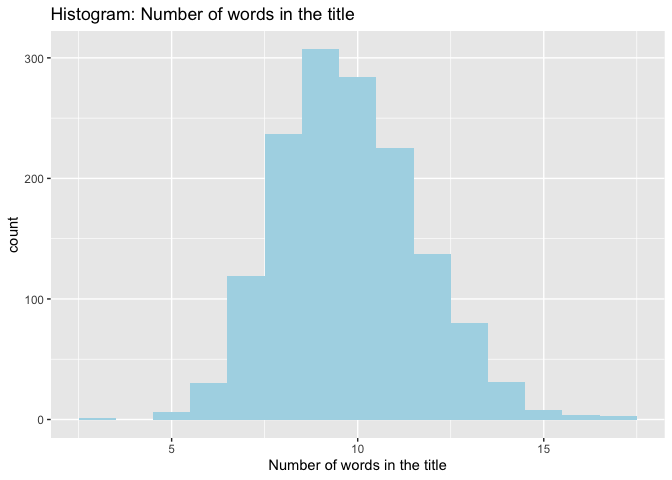 Histogram: Number of words in the title
300
200
100
0
count
5 10 15
Number of words in the title